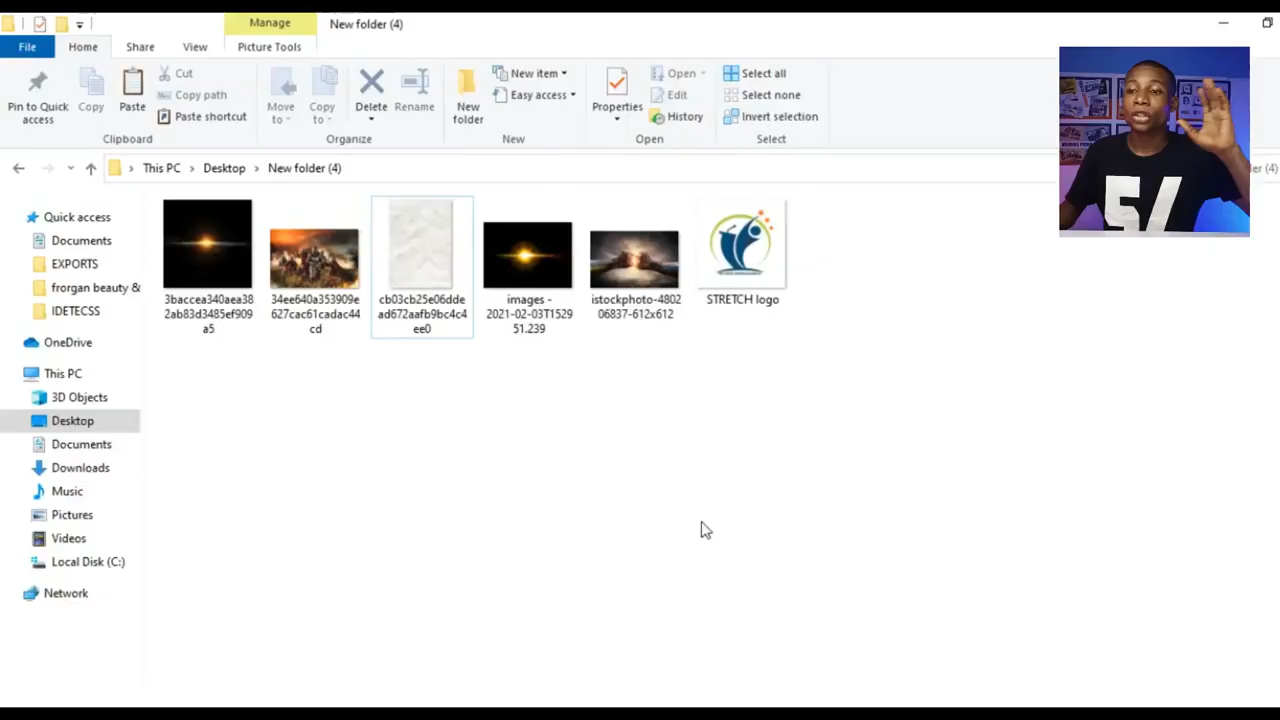 Manage
New folder (4)
File
Home
Share
View
Picture Tools
Pin to Quick
access
Copy
Paste
Cut
Copy path
Paste shortcut
Clipboard
Move
to
Copy
to
Delete
Rename
Organize
New
folder
New item
Easy access
New
Properties
Open
Edit
History
Open
Select all
Select none
Invert selection
Select
This PC > Desktop > New folder (4)
er (4)
Quick access
Documents
EXPORTS
frorgan beauty &
IDETECSS
OneDrive
This PC
3D Objects
Desktop
Documents
Downloads
Music
Pictures
Videos
Local Disk (C:)
Network
3baccea340aea38
2ab83d3485ef909
a5
34ee640a353909e
627cac61cadac44
cd
cb03cb25e06dde
ad672aafb9bc4c4
ee0
images -
2021-02-03T1529
51.239
istockphoto-4802
06837-612x612
STRETCH logo